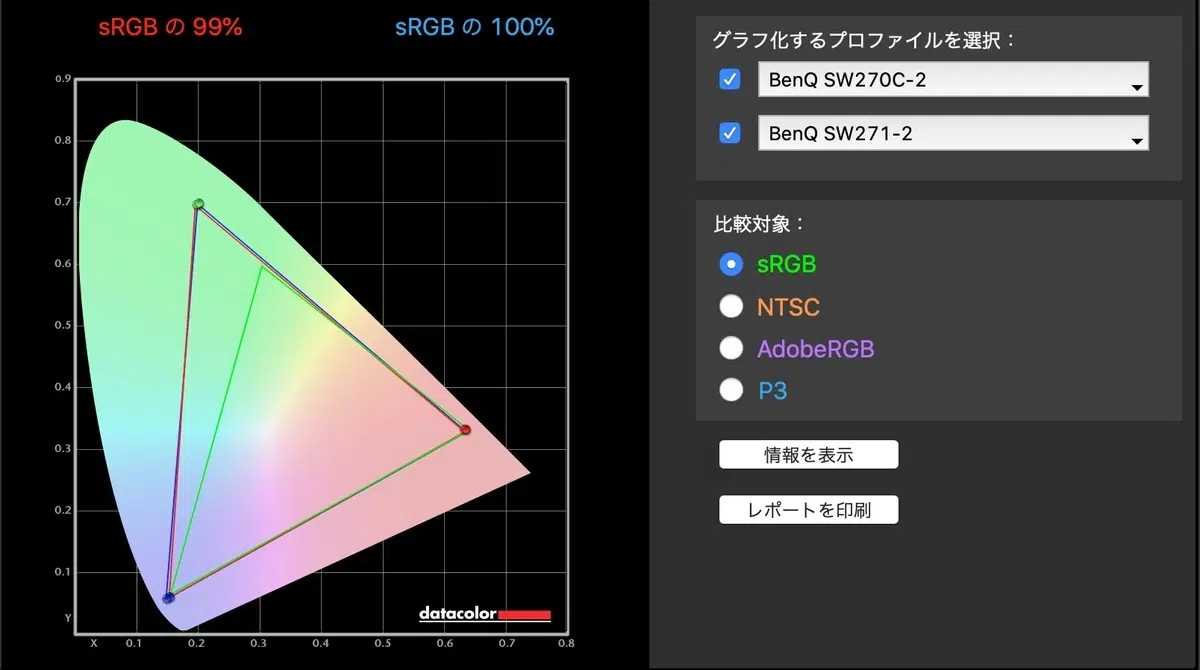 sRGB の 99%
sRGB の 100%
0.9
0.8
0.7
0.6
0.5
0.4
0.3
0.2
0.1
Y
X
0.1
0.2
0.3
0.4
0.5
0.6
0.7
0.8
datacolor
グラフ化するプロファイルを選択：
BenQ SW270C-2
BenQ SW271-2
比較対象：
sRGB
NTSC
AdobeRGB
P3
情報を表示
レポートを印刷